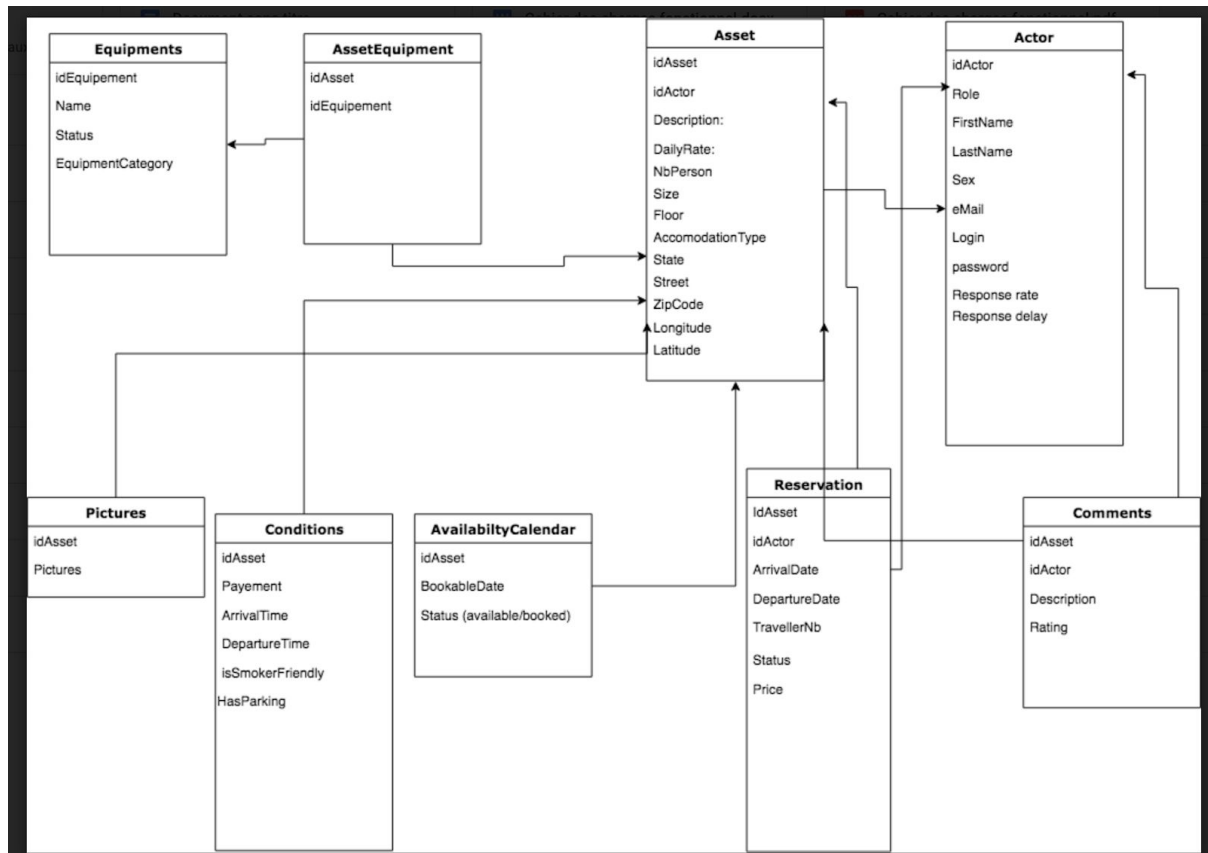 Equipments
idEquipement
Name
Status
EquipmentCategory
AssetEquipment
idAsset
idEquipement
Asset
idAsset
idActor
Description:
DailyRate:
NbPerson
Size
Floor
AccomodationType
State
Street
ZipCode
Longitude
Latitude
Actor
idActor
Role
FirstName
LastName
Sex
eMail
Login
password
Response rate
Response delay
Pictures
idAsset
Pictures
Conditions
idAsset
Payement
ArrivalTime
DepartureTime
isSmokerFriendly
HasParking
AvailabiltyCalendar
idAsset
BookableDate
Status (available/booked)
Reservation
IdAsset
idActor
ArrivalDate
DepartureDate
TravellerNb
Status
Price
Comments
idAsset
idActor
Description
Rating